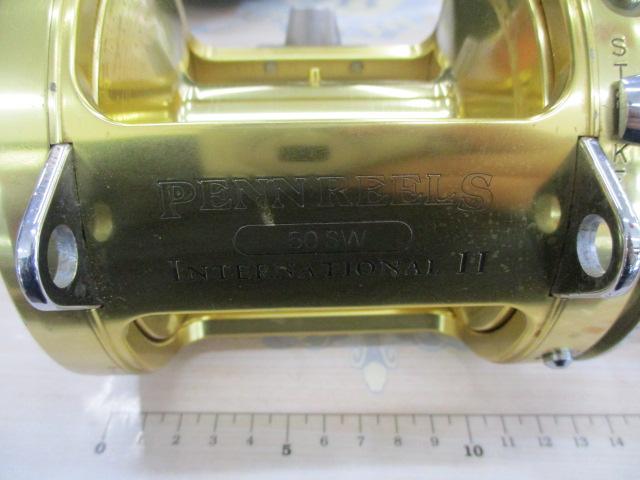 PENN REELS
50 SW
INTERNATIONAL II
0 1 2 3 4 5 6 7 8 9 10 11 12 13 14